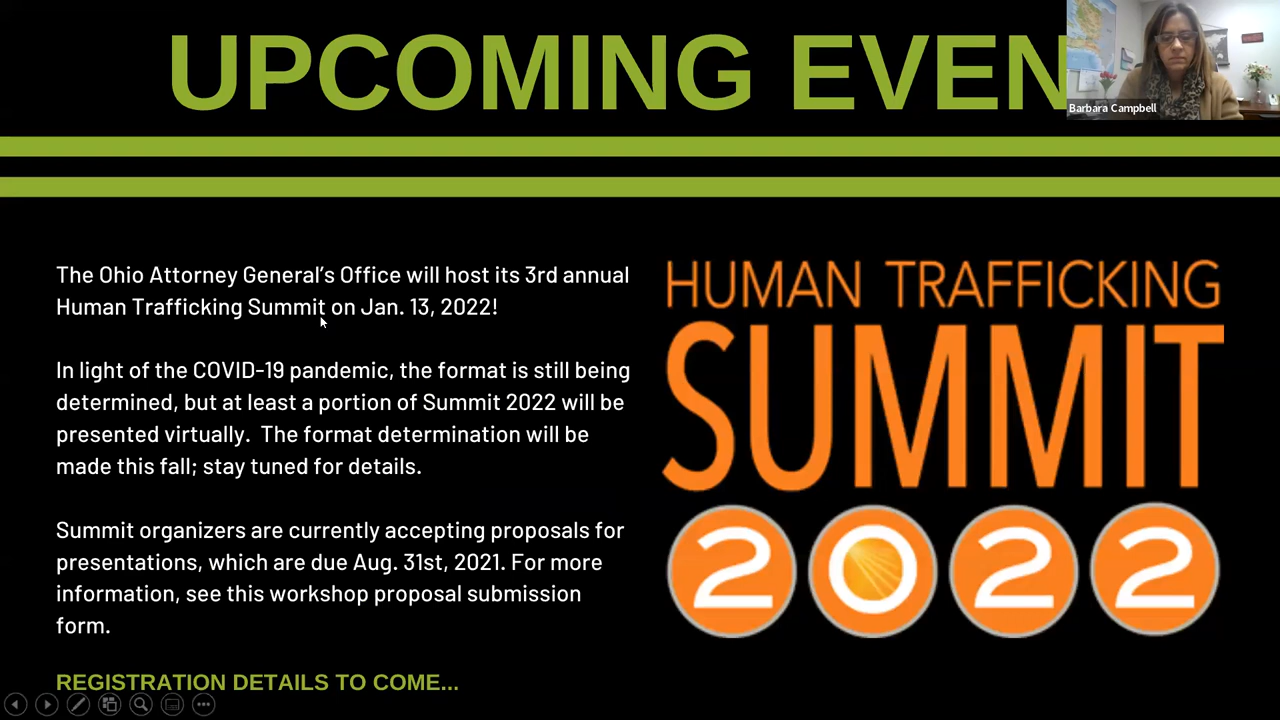 UPCOMING EVEN
Barbara Campbell
The Ohio Attorney General's Office will host its 3rd annual
Human Trafficking Summit on Jan. 13, 2022!
In light of the COVID-19 pandemic, the format is still being
determined, but at least a portion of Summit 2022 will be
presented virtually.  The format determination will be
made this fall; stay tuned for details.
Summit organizers are currently accepting proposals for
presentations, which are due Aug. 31st, 2021. For more
information, see this workshop proposal submission
form.
REGISTRATION DETAILS TO COME...
HUMAN TRAFFICKING
SUMMIT
2022